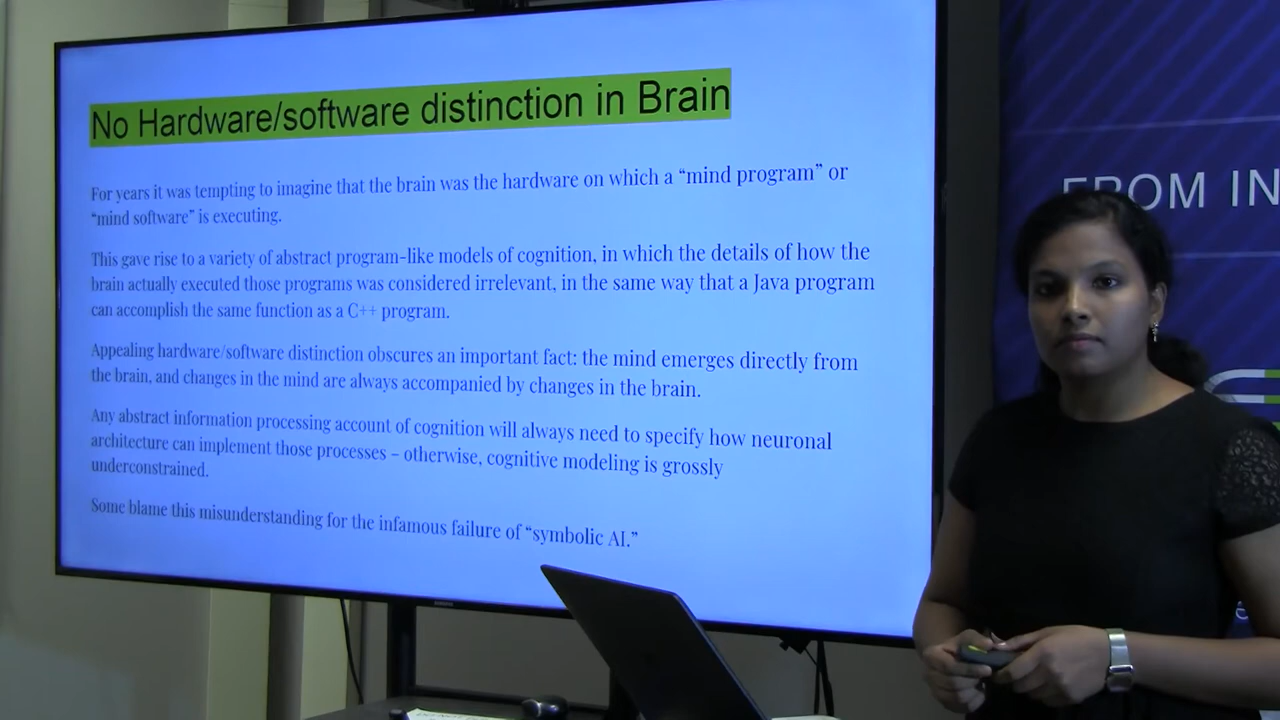 No Hardware/software distinction in Brain
For years it was tempting to imagine that the brain was the hardware on which a “mind program” or
“mind software” is executing.
This gave rise to a variety of abstract program-like models of cognition, in which the details of how the
brain actually executed those programs was considered irrelevant, in the same way that a Java program
can accomplish the same function as a C++ program.
Appealing hardware/software distinction obscures an important fact: the mind emerges directly from
the brain, and changes in the mind are always accompanied by changes in the brain.
Any abstract information processing account of cognition will always need to specify how neuronal
architecture can implement those processes – otherwise, cognitive modeling is grossly
underconstrained.
Some blame this misunderstanding for the infamous failure of “symbolic AI.”
FROM IN